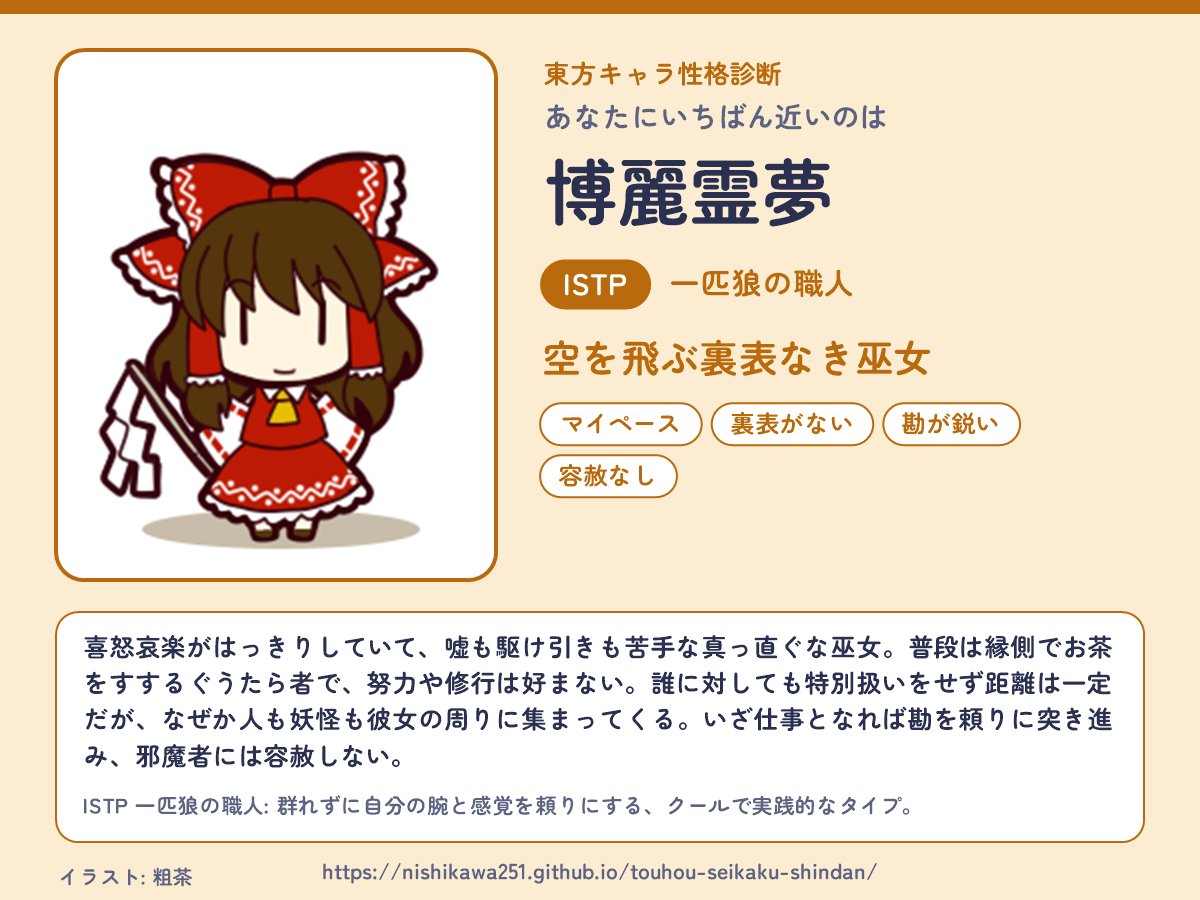 東方キャラ性格診断
あなたにいちばん近いのは
博麗霊夢
ISTP 一匹狼の職人
空を飛ぶ裏表なき巫女
マイペース 裏表がない 勘が鋭い
容赦なし
喜怒哀楽がはっきりしていて、嘘も駆け引きも苦手な真っ直ぐな巫女。普段は縁側でお茶
をすするぐうたら者で、努力や修行は好まない。誰に対しても特別扱いをせず距離は一定
だが、なぜか人も妖怪も彼女の周りに集まってくる。いざ仕事となれば勘を頼りに突き進
み、邪魔者には容赦しない。
ISTP 一匹狼の職人: 群れずに自分の腕と感覚を頼りにする、クールで実践的なタイプ。
イラスト: 粗茶 https://nishikawa251.github.io/touhou-seikaku-shindan/